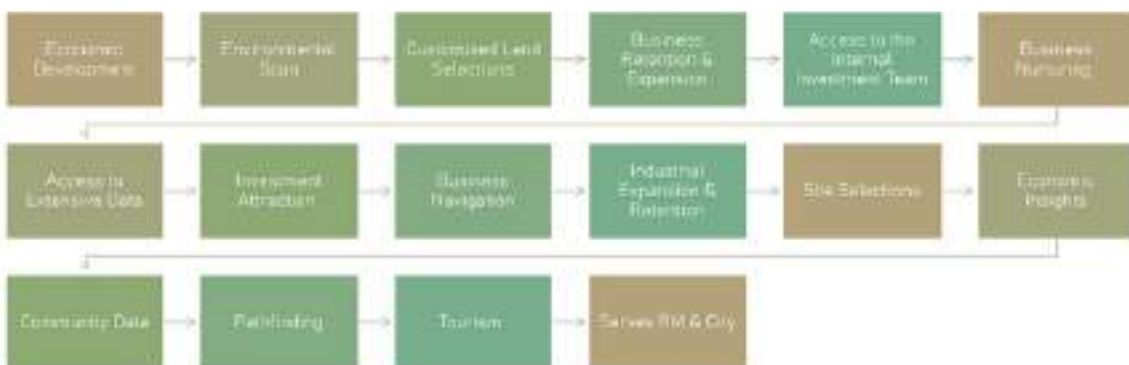 Economic
Development
Environmental
Scan
Customized Land
Selections
Business
Retention &
Expansion
Access to the
Internal
Investment Team
Business
Nurturing
Access to
Extensive Data
Investment
Attraction
Business
Navigation
Industrial
Expansion &
Retention
Site Selections
Economic
Insights
Community Data
Pathfinding
Tourism
Serves RM & City